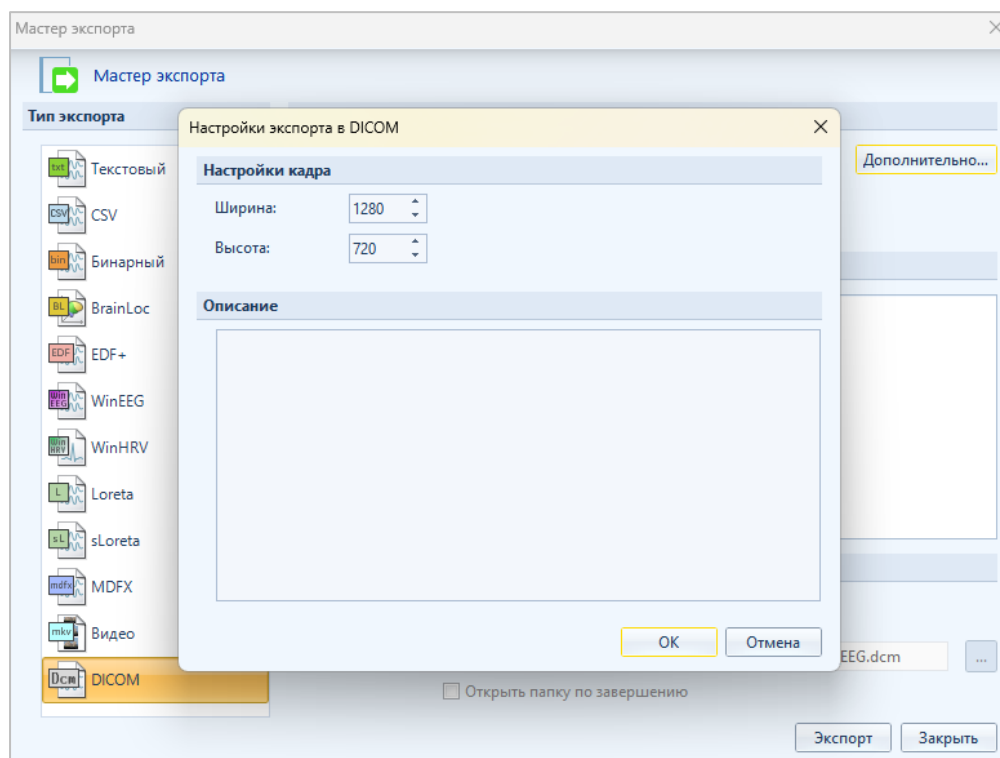 Мастер экспорта
Мастер экспорта
Тип экспорта
txt Текстовый
CSV CSV
bin Бинарный
BL BrainLoc
EDF EDF+
Win EEG WinEEG
Win HRV WinHRV
L Loreta
sL sLoreta
mdfx MDFX
mkv Видео
Dcm DICOM
Дополнительно...
Настройки экспорта в DICOM
Настройки кадра
Ширина: 1280
Высота: 720
Описание
ОК Отмена
EEG.dcm ...
Открыть папку по завершению
Экспорт Закрыть